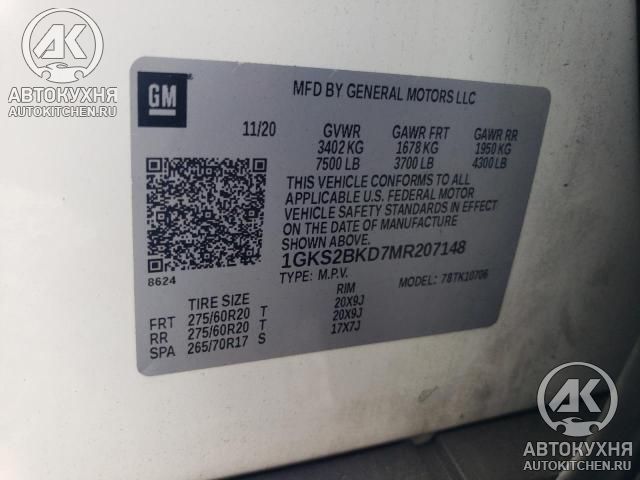 АК
АВТОКУХНЯ
AUTOKITCHEN.RU
GM
MFD BY GENERAL MOTORS LLC
11/20 GVWR GAWR FRT GAWR RR
3402 KG 1678 KG 1950 KG
7500 LB 3700 LB 4300 LB
THIS VEHICLE CONFORMS TO ALL
APPLICABLE U.S. FEDERAL MOTOR
VEHICLE SAFETY STANDARDS IN EFFECT
ON THE DATE OF MANUFACTURE
SHOWN ABOVE.
1GKS2BKD7MR207148
8624
TYPE: M.P.V. MODEL: 78TK10706
TIRE SIZE RIM
FRT 275/60R20 T 20X9J
RR 275/60R20 T 20X9J
SPA 265/70R17 S 17X7J
АК
АВТОКУХНЯ
AUTOKITCHEN.RU